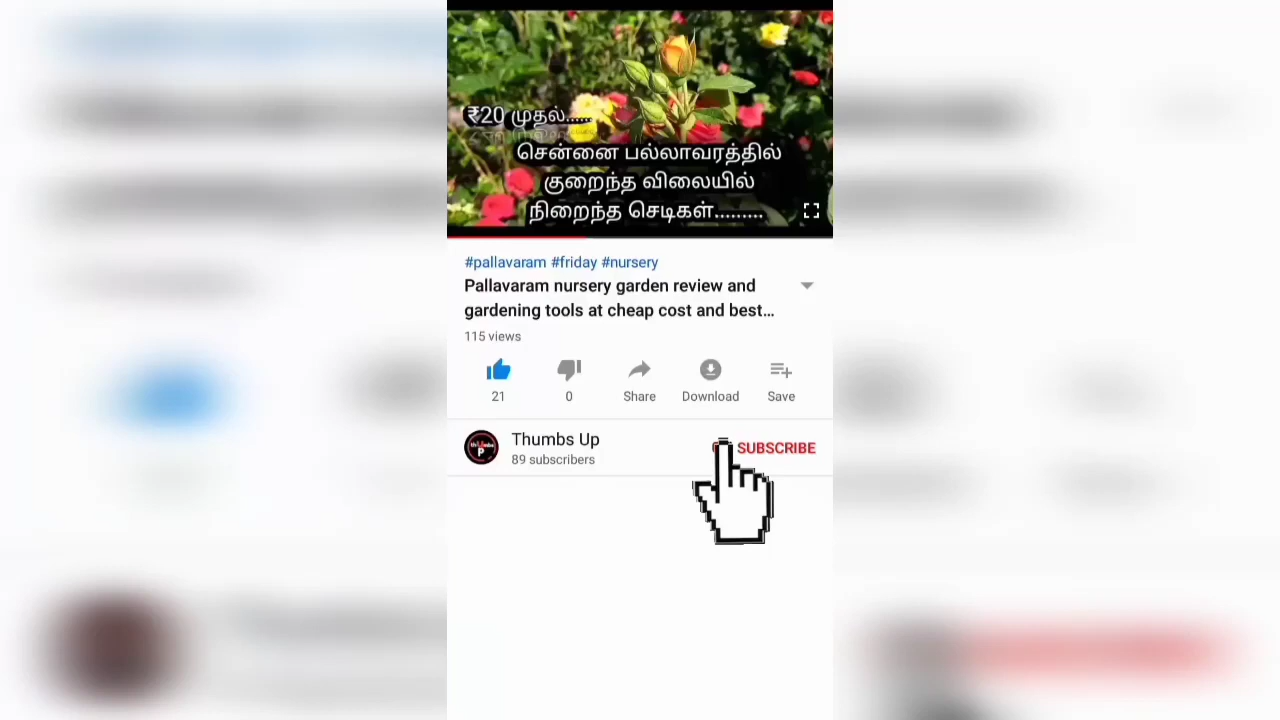 ₹20 முதல்......
சென்னை பல்லாவரத்தில்
குறைந்த விலையில்
நிறைந்த செடிகள்.........
#pallavaram #friday #nursery
Pallavaram nursery garden review and
gardening tools at cheap cost and best...
115 views
21
0
Share
Download
Save
Thumbs Up
89 subscribers
SUBSCRIBE